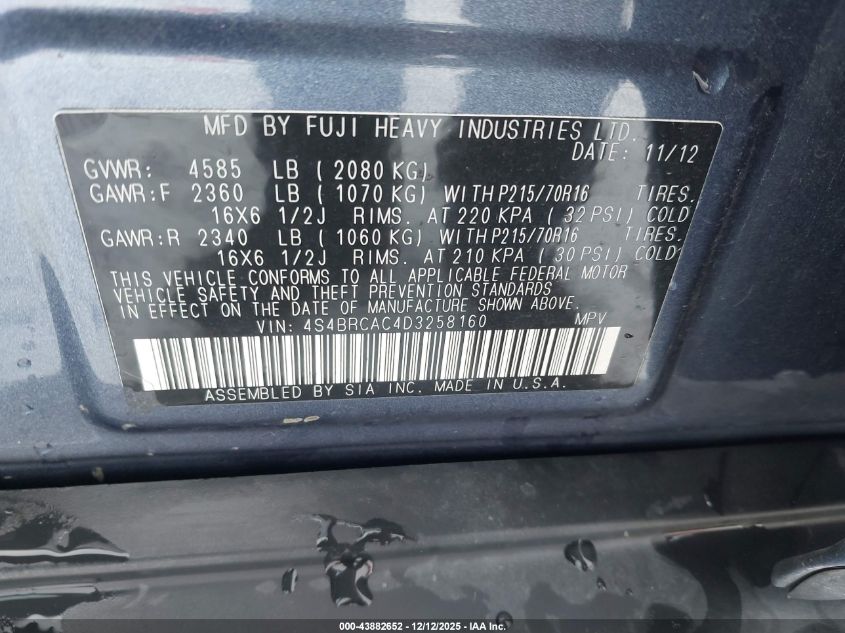 MFD BY FUJI HEAVY INDUSTRIES LTD.
DATE: 11/12
GVWR: 4585 LB ( 2080 KG)
GAWR:F 2360 LB ( 1070 KG) WITH P215/70R16 TIRES.
16X6 1/2J RIMS. AT 220 KPA ( 32 PSI) COLD
GAWR:R 2340 LB ( 1060 KG) WITH P215/70R16 TIRES.
16X6 1/2J RIMS. AT 210 KPA ( 30 PSI) COLD
THIS VEHICLE CONFORMS TO ALL APPLICABLE FEDERAL MOTOR
VEHICLE SAFETY AND THEFT PREVENTION STANDARDS
IN EFFECT ON THE DATE OF MANUFACTURE SHOWN ABOVE.
VIN: 4S4BRCAC4D3258160 MPV
ASSEMBLED BY SIA INC. MADE IN U.S.A.
000-43882652 - 12/12/2025 - IAA Inc.